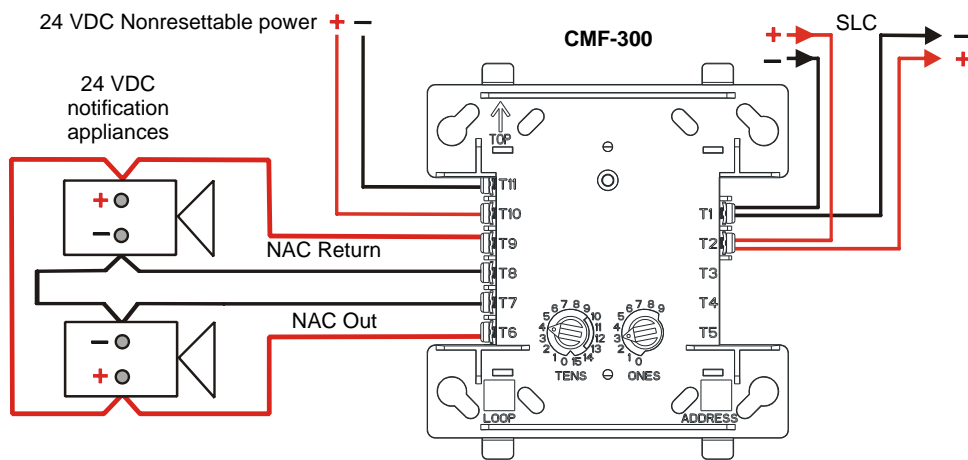 24 VDC Nonresettable power + –
CMF-300
SLC
+
–
–
+
24 VDC
notification
appliances
TOP
+
–
–
+
NAC Return
NAC Out
T11
T10
T9
T8
T7
T6
T1
T2
T3
T4
T5
0 1 2 3 4 5 6 7 8 9 10 11 12 13 14 15
TENS
0 1 2 3 4 5 6 7 8 9
ONES
LOOP
ADDRESS